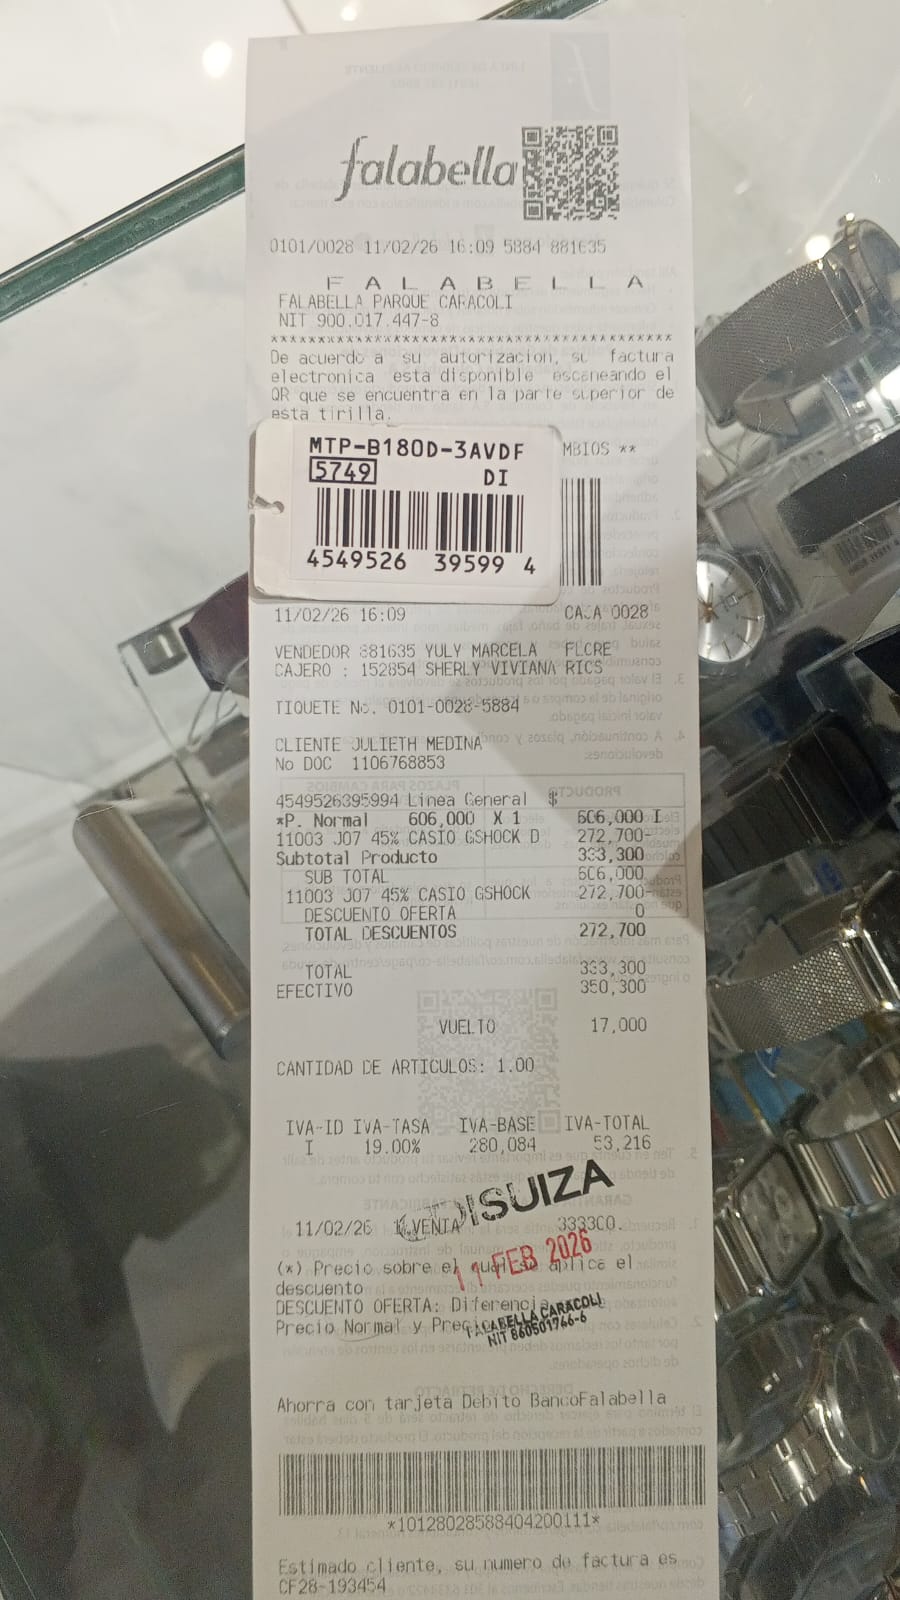 falabella
0101/0028 11/02/26 16:09 5884 881635
F A L A B E L L A
FALABELLA PARQUE CARACOLI
NIT 900.017.447-8
****************************************
De acuerdo a su autorizacion, su factura
electronica esta disponible escaneando el
QR que se encuentra en la parte superior de
esta tirilla.
MTP-B180D-3AVDF
5749 DI
4549526 39599 4
MBIOS **
11/02/26 16:09 CAJA 0028
VENDEDOR 881635 YULY MARCELA FLORE
CAJERO : 152854 SHERLY VIVIANA RIOS
TIQUETE No. 0101-0028-5884
CLIENTE JULIETH MEDINA
No DOC 1106768853
4549526395994 Linea General $
*P. Normal 606,000 X 1 606,000 I
11003 J07 45% CASIO GSHOCK D 272,700-
Subtotal Producto 333,300
SUB TOTAL 606,000
11003 J07 45% CASIO GSHOCK 272,700-
DESCUENTO OFERTA 0
TOTAL DESCUENTOS 272,700
TOTAL 333,300
EFECTIVO 350,300
VUELTO 17,000
CANTIDAD DE ARTICULOS: 1.00
IVA-ID IVA-TASA IVA-BASE IVA-TOTAL
I 19.00% 280,084 53,216
DISUIZA
11/02/26 VENTA 333300.
11 FEB 2026
(*) Precio sobre el cual se aplica el
descuento
DESCUENTO OFERTA: Diferencia
Precio Normal y Precio
FALABELLA CARACOLI
NIT 860501766-6
Ahorra con tarjeta Debito BancoFalabella
*10128028588404200111*
Estimado cliente, su numero de factura es
CF28-193454